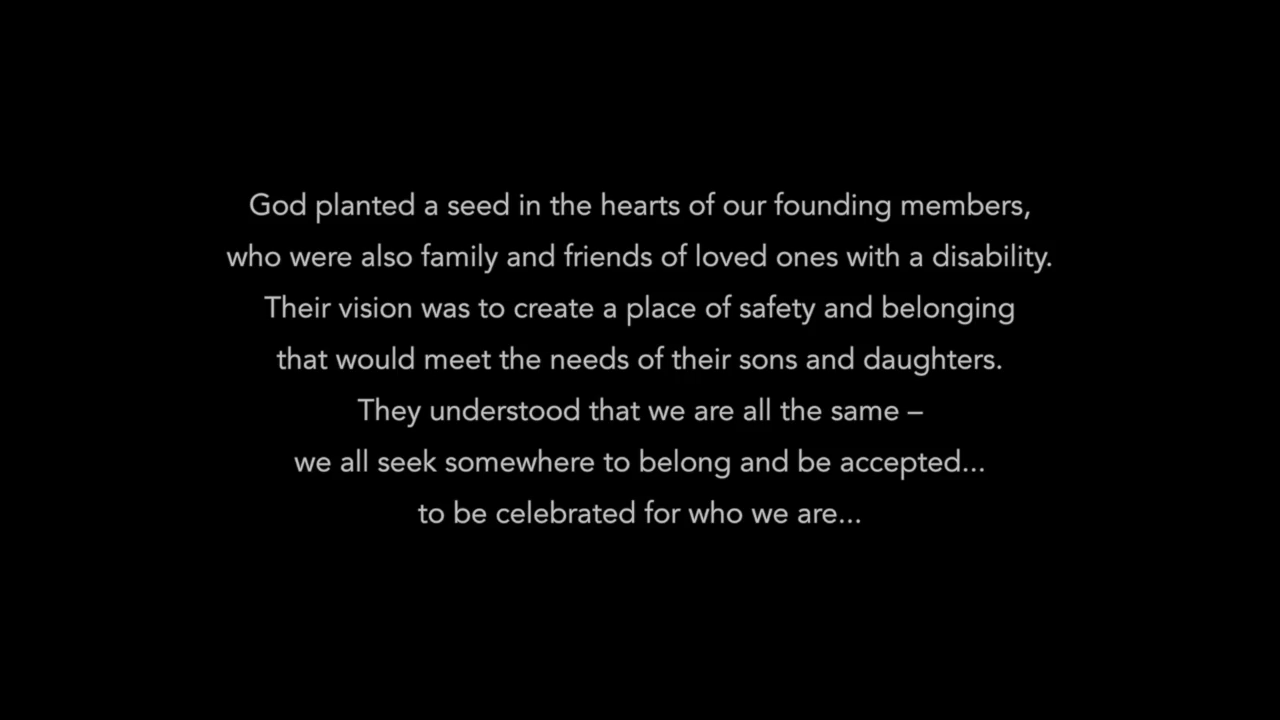 God planted a seed in the hearts of our founding members,
who were also family and friends of loved ones with a disability.
Their vision was to create a place of safety and belonging
that would meet the needs of their sons and daughters.
They understood that we are all the same –
we all seek somewhere to belong and be accepted...
to be celebrated for who we are...